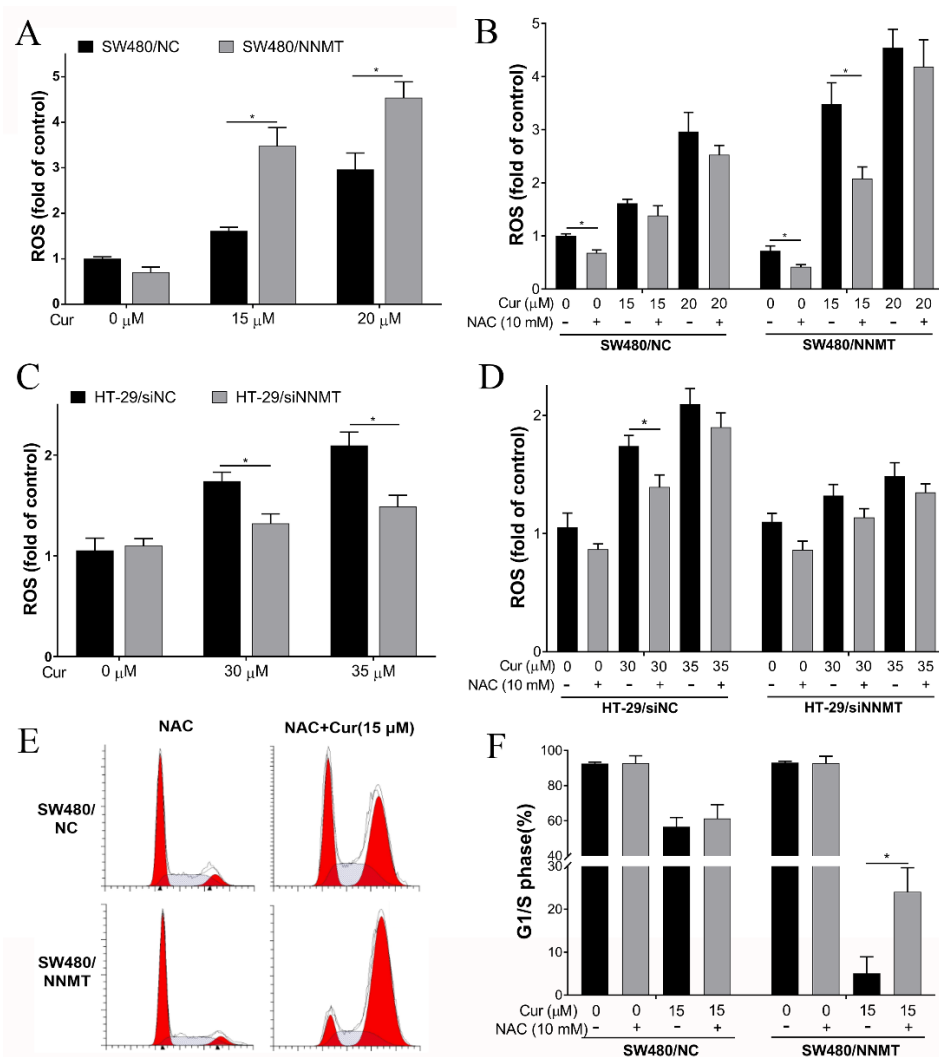 A
SW480/NC
SW480/NNMT
ROS (fold of control)
5
4
3
2
1
0
*
*
Cur
0 μM
15 μM
20 μM
B
ROS (fold of control)
5
4
3
2
1
0
*
*
*
Cur (μM) 0 0 15 15 20 20 0 0 15 15 20 20
NAC (10 mM) - + - + - + - + - + - +
SW480/NC
SW480/NNMT
C
HT-29/siNC
HT-29/siNNMT
ROS (fold of control)
2
1
0
*
*
Cur
0 μM
30 μM
35 μM
D
ROS (fold of control)
2
1
0
*
Cur (μM) 0 0 30 30 35 35 0 0 30 30 35 35
NAC (10 mM) - + - + - + - + - + - +
HT-29/siNC
HT-29/siNNMT
E
NAC
NAC+Cur(15 μM)
SW480/
NC
SW480/
NNMT
F
G1/S phase(%)
100
80
60
40
30
20
10
0
*
Cur (μM) 0 0 15 15 0 0 15 15
NAC (10 mM) - + - + - + - +
SW480/NC
SW480/NNMT